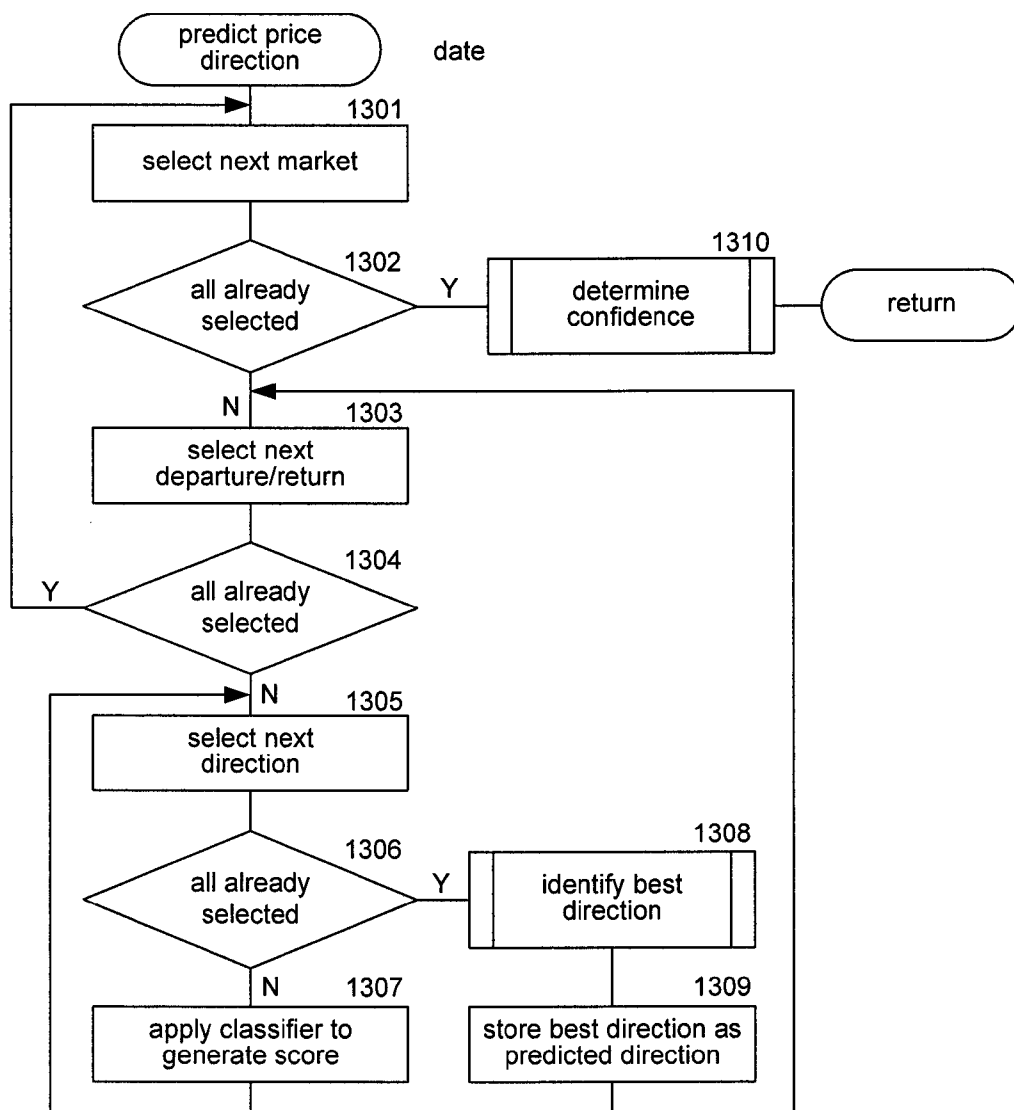 predict price
direction
date
1301
select next market
1302
all already
selected
Y
1310
determine
confidence
return
N
1303
select next
departure/return
1304
Y
all already
selected
N
1305
select next
direction
1306
all already
selected
Y
1308
identify best
direction
N
1307
apply classifier to
generate score
1309
store best direction as
predicted direction